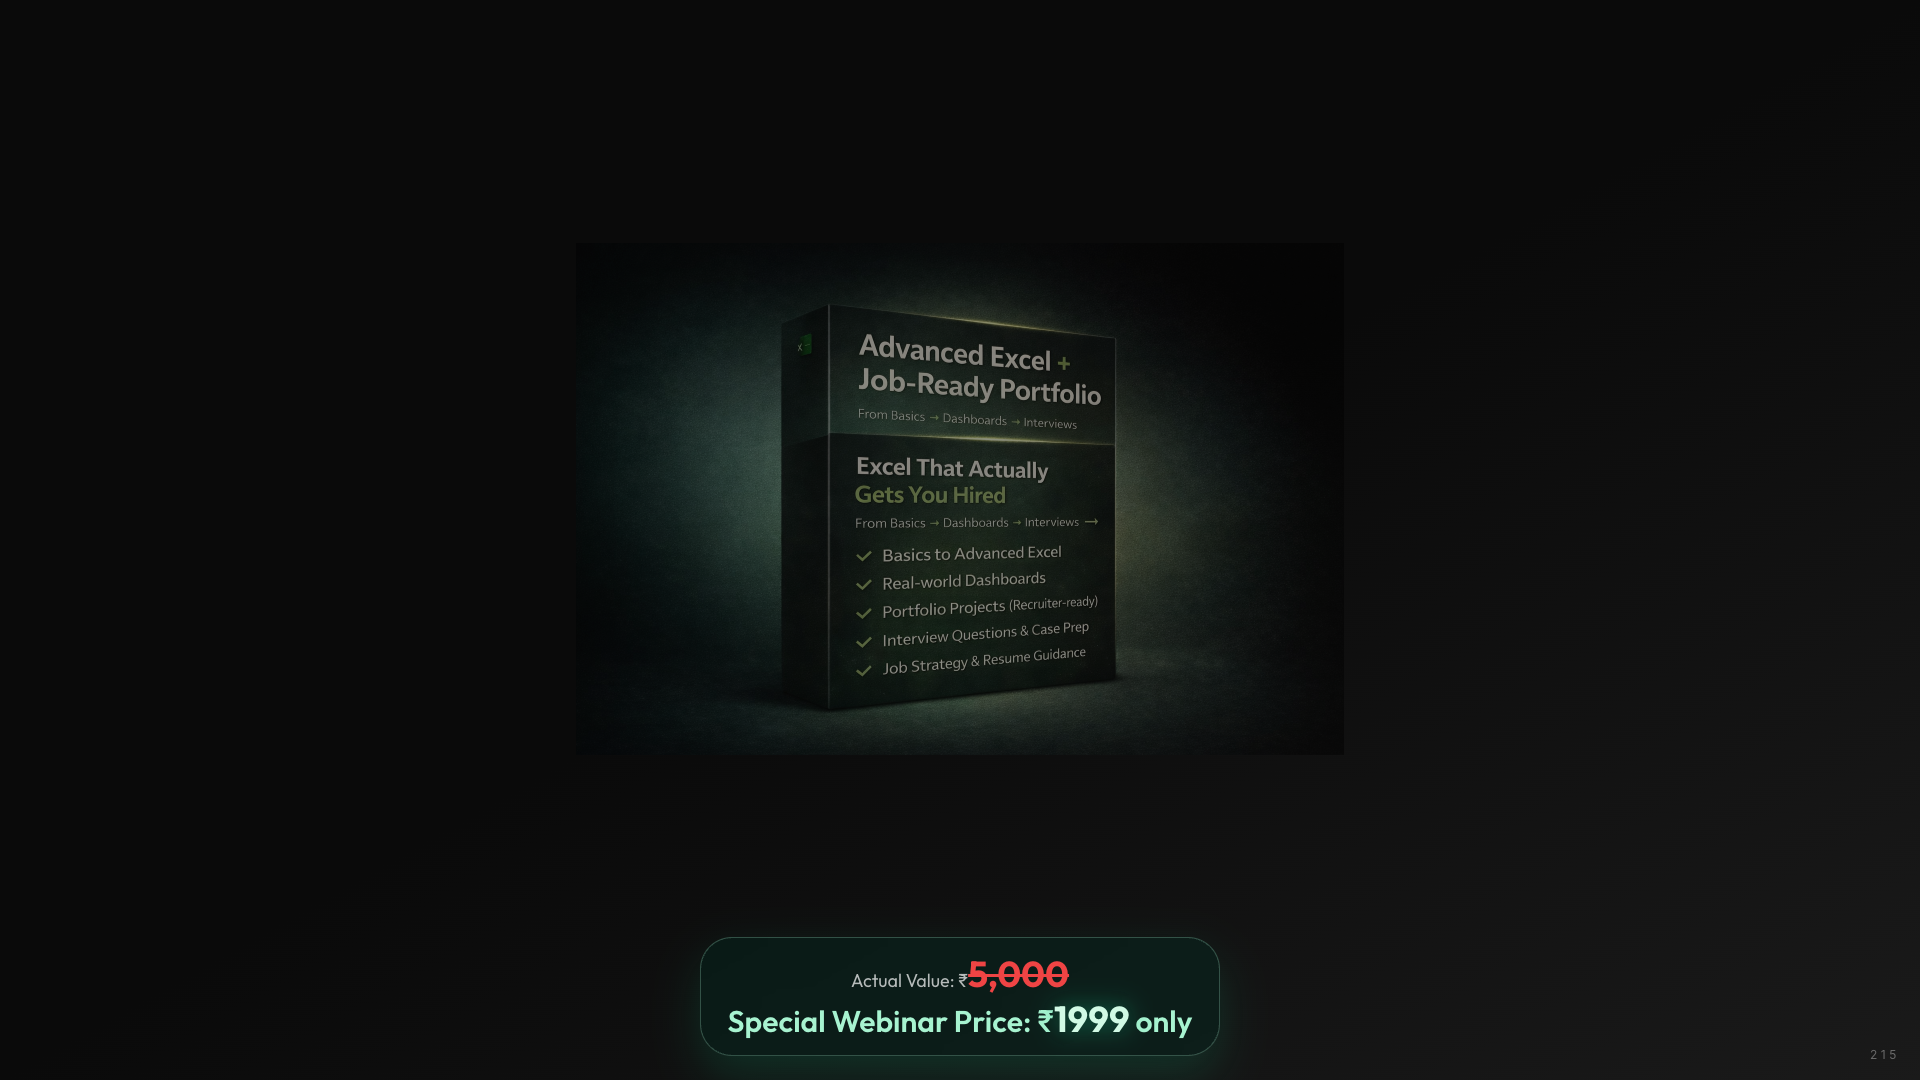 Advanced Excel +
Job-Ready Portfolio
From Basics → Dashboards → Interviews
Excel That Actually
Gets You Hired
From Basics → Dashboards → Interviews →
✓ Basics to Advanced Excel
✓ Real-world Dashboards
✓ Portfolio Projects (Recruiter-ready)
✓ Interview Questions & Case Prep
✓ Job Strategy & Resume Guidance
Actual Value: ₹5,000
Special Webinar Price: ₹1999 only
215